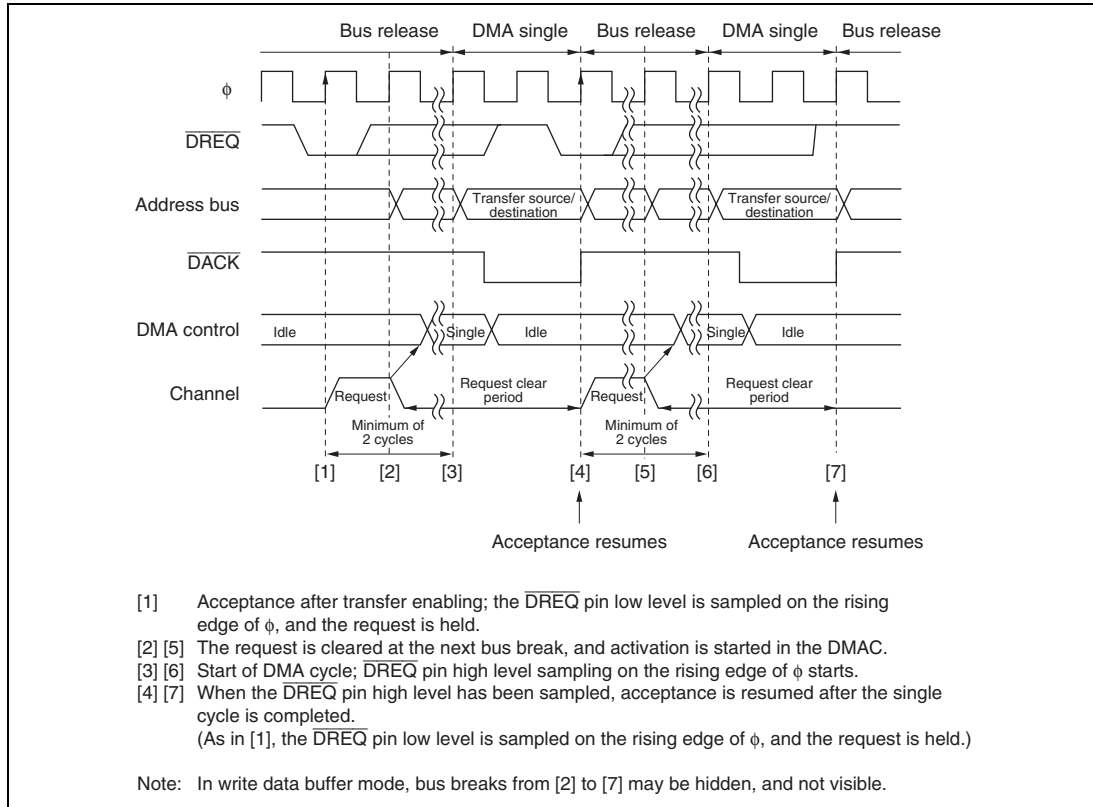 Bus release DMA single Bus release DMA single Bus release
ϕ
DREQ
Address bus
Transfer source/
destination
Transfer source/
destination
DACK
DMA control
Idle Single Idle Single Idle
Channel
Request
Request clear
period
Request
Request clear
period
Minimum of
2 cycles
Minimum of
2 cycles
[1] [2] [3] [4] [5] [6] [7]
Acceptance resumes Acceptance resumes
[1] Acceptance after transfer enabling; the DREQ pin low level is sampled on the rising
edge of ϕ, and the request is held.
[2] [5] The request is cleared at the next bus break, and activation is started in the DMAC.
[3] [6] Start of DMA cycle; DREQ pin high level sampling on the rising edge of ϕ starts.
[4] [7] When the DREQ pin high level has been sampled, acceptance is resumed after the single
cycle is completed.
(As in [1], the DREQ pin low level is sampled on the rising edge of ϕ, and the request is held.)
Note: In write data buffer mode, bus breaks from [2] to [7] may be hidden, and not visible.